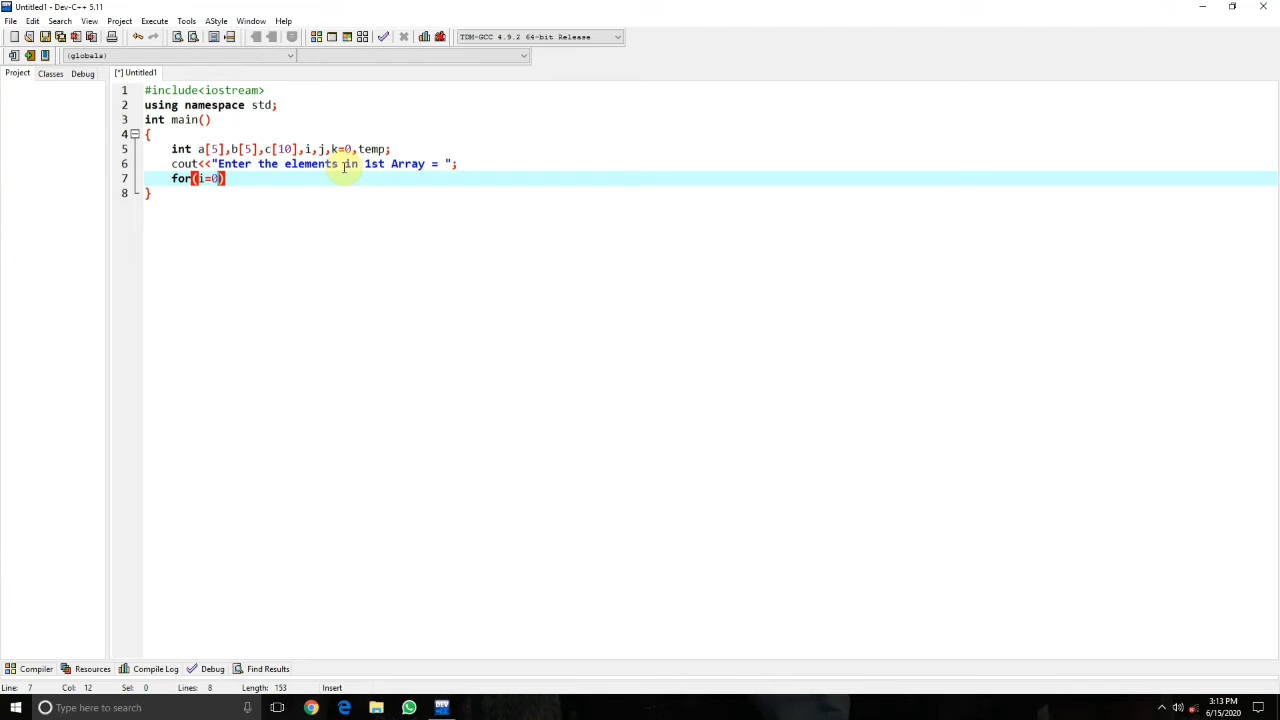 Untitled1 - Dev-C++ 5.11
File Edit Search View Project Execute Tools AStyle Window Help
TDM-GCC 4.9.2 64-bit Release
(globals)
Project Classes Debug [*] Untitled1
1 #include<iostream>
2 using namespace std;
3 int main()
4 {
5 int a[5],b[5],c[10],i,j,k=0,temp;
6 cout<<"Enter the elements in 1st Array = ";
7 for(i=0)
8 }
Compiler Resources Compile Log Debug Find Results
Line: 7 Col: 12 Sel: 0 Lines: 8 Length: 153 Insert
Type here to search
DEV
3:13 PM
6/15/2020